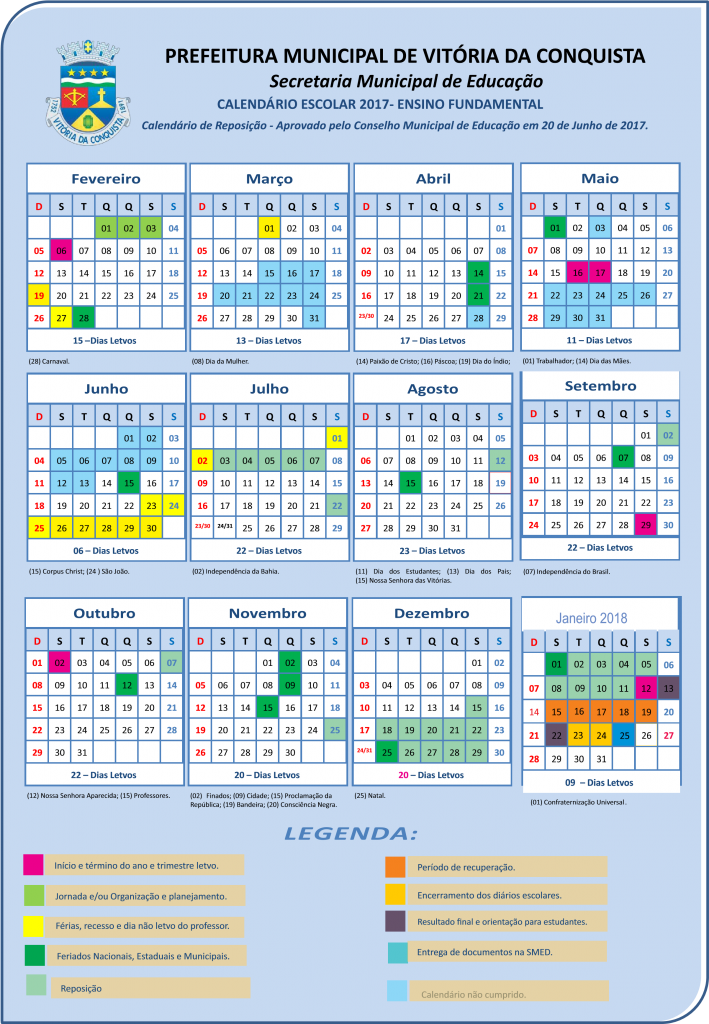 PREFEITURA MUNICIPAL DE VITÓRIA DA CONQUISTA
Secretaria Municipal de Educação
CALENDÁRIO ESCOLAR 2017- ENSINO FUNDAMENTAL
Calendário de Reposição - Aprovado pelo Conselho Municipal de Educação em 20 de Junho de 2017.
1752 VITÓRIA DA CONQUISTA 1891
Fevereiro
D S T Q Q S S
01 02 03 04
05 06 07 08 09 10 11
12 13 14 15 16 17 18
19 20 21 22 23 24 25
26 27 28
15 –Dias Letvos
(28) Carnaval.
Março
D S T Q Q S S
01 02 03 04
05 06 07 08 09 10 11
12 13 14 15 16 17 18
19 20 21 22 23 24 25
26 27 28 29 30 31
13 – Dias Letvos
(08) Dia da Mulher.
Abril
D S T Q Q S S
01
02 03 04 05 06 07 08
09 10 11 12 13 14 15
16 17 18 19 20 21 22
23/30 24 25 26 27 28 29
17 – Dias Letvos
(14) Paixão de Cristo; (16) Páscoa; (19) Dia do Índio;
Maio
D S T Q Q S S
01 02 03 04 05 06
07 08 09 10 11 12 13
14 15 16 17 18 19 20
21 22 23 24 25 26 27
28 29 30 31
11 – Dias Letvos
(01) Trabalhador; (14) Dia das Mães.
Junho
D S T Q Q S S
01 02 03
04 05 06 07 08 09 10
11 12 13 14 15 16 17
18 19 20 21 22 23 24
25 26 27 28 29 30
06 – Dias Letvos
(15) Corpus Christ; (24 ) São João.
Julho
D S T Q Q S S
01
02 03 04 05 06 07 08
09 10 11 12 13 14 15
16 17 18 19 20 21 22
23/30 24/31 25 26 27 28 29
22 – Dias Letvos
(02) Independência da Bahia.
Agosto
D S T Q Q S S
01 02 03 04 05
06 07 08 09 10 11 12
13 14 15 16 17 18 19
20 21 22 23 24 25 26
27 28 29 30 31
23 – Dias Letvos
(11) Dia dos Estudantes; (13) Dia dos Pais;
(15) Nossa Senhora das Vitórias.
Setembro
D S T Q Q S S
01 02
03 04 05 06 07 08 09
10 11 12 13 14 15 16
17 18 19 20 21 22 23
24 25 26 27 28 29 30
22 – Dias Letvos
(07) Independência do Brasil.
Outubro
D S T Q Q S S
01 02 03 04 05 06 07
08 09 10 11 12 13 14
15 16 17 18 19 20 21
22 23 24 25 26 27 28
29 30 31
22 – Dias Letvos
(12) Nossa Senhora Aparecida; (15) Professores.
Novembro
D S T Q Q S S
01 02 03 04
05 06 07 08 09 10 11
12 13 14 15 16 17 18
19 20 21 22 23 24 25
26 27 28 29 30
20 – Dias Letvos
(02) Finados; (09) Cidade; (15) Proclamação da
República; (19) Bandeira; (20) Consciência Negra.
Dezembro
D S T Q Q S S
01 02
03 04 05 06 07 08 09
10 11 12 13 14 15 16
17 18 19 20 21 22 23
24/31 25 26 27 28 29 30
20 – Dias Letvos
(25) Natal.
Janeiro 2018
D S T Q Q S S
01 02 03 04 05 06
07 08 09 10 11 12 13
14 15 16 17 18 19 20
21 22 23 24 25 26 27
28 29 30 31
09 – Dias Letvos
(01) Confraternização Universal.
LEGENDA:
Início e término do ano e trimestre letvo.
Jornada e/ou Organização e planejamento.
Férias, recesso e dia não letvo do professor.
Feriados Nacionais, Estaduais e Municipais.
Reposição
Período de recuperação.
Encerramento dos diários escolares.
Resultado final e orientação para estudantes.
Entrega de documentos na SMED.
Calendário não cumprido.